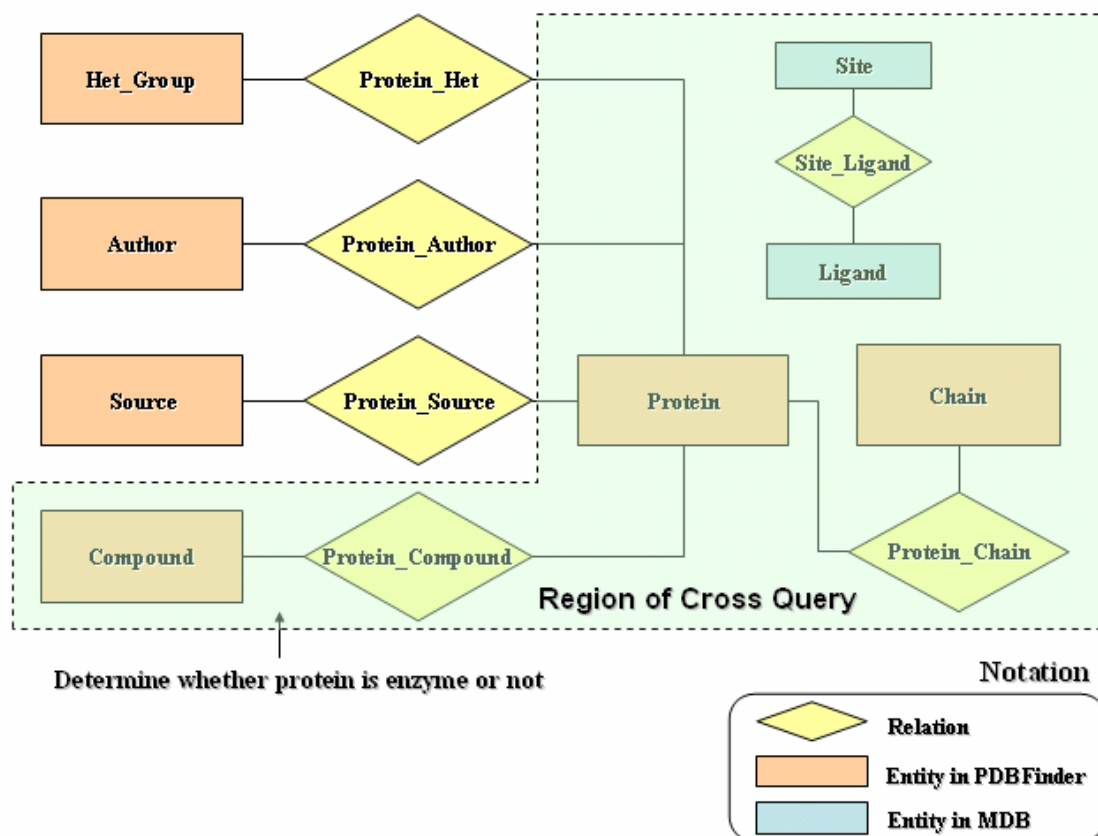 Het_Group
Protein_Het
Site
Site_Ligand
Author
Protein_Author
Ligand
Source
Protein_Source
Protein
Chain
Compound
Protein_Compound
Protein_Chain
Region of Cross Query
Determine whether protein is enzyme or not
Notation
Relation
Entity in PDBFinder
Entity in MDB